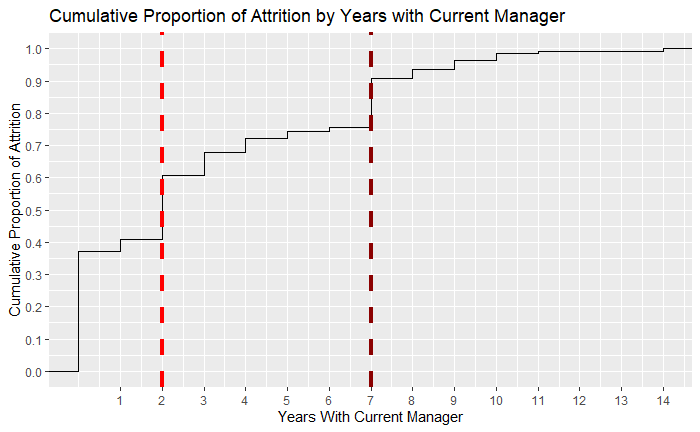 Cumulative Proportion of Attrition by Years with Current Manager
Cumulative Proportion of Attrition
1.0
0.9
0.8
0.7
0.6
0.5
0.4
0.3
0.2
0.1
0.0
1 2 3 4 5 6 7 8 9 10 11 12 13 14
Years With Current Manager